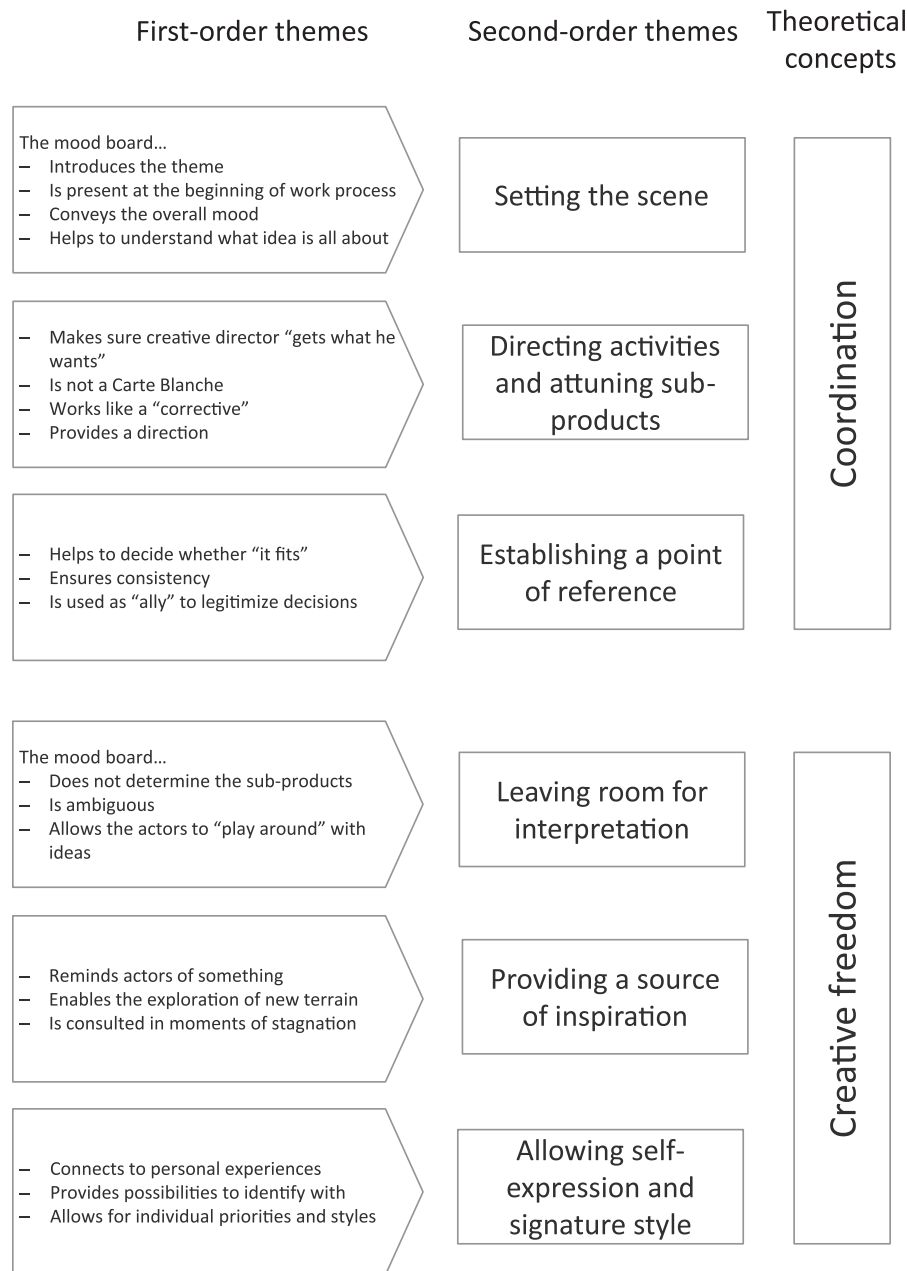 First-order themes
Second-order themes
Theoretical
concepts
The mood board...
– Introduces the theme
– Is present at the beginning of work process
– Conveys the overall mood
– Helps to understand what idea is all about
Setting the scene
– Makes sure creative director “gets what he
wants”
– Is not a Carte Blanche
– Works like a “corrective”
– Provides a direction
Directing activities
and attuning sub-
products
– Helps to decide whether “it fits”
– Ensures consistency
– Is used as “ally” to legitimize decisions
Establishing a point
of reference
Coordination
The mood board...
– Does not determine the sub-products
– Is ambiguous
– Allows the actors to “play around” with
ideas
Leaving room for
interpretation
– Reminds actors of something
– Enables the exploration of new terrain
– Is consulted in moments of stagnation
Providing a source
of inspiration
– Connects to personal experiences
– Provides possibilities to identify with
– Allows for individual priorities and styles
Allowing self-
expression and
signature style
Creative freedom